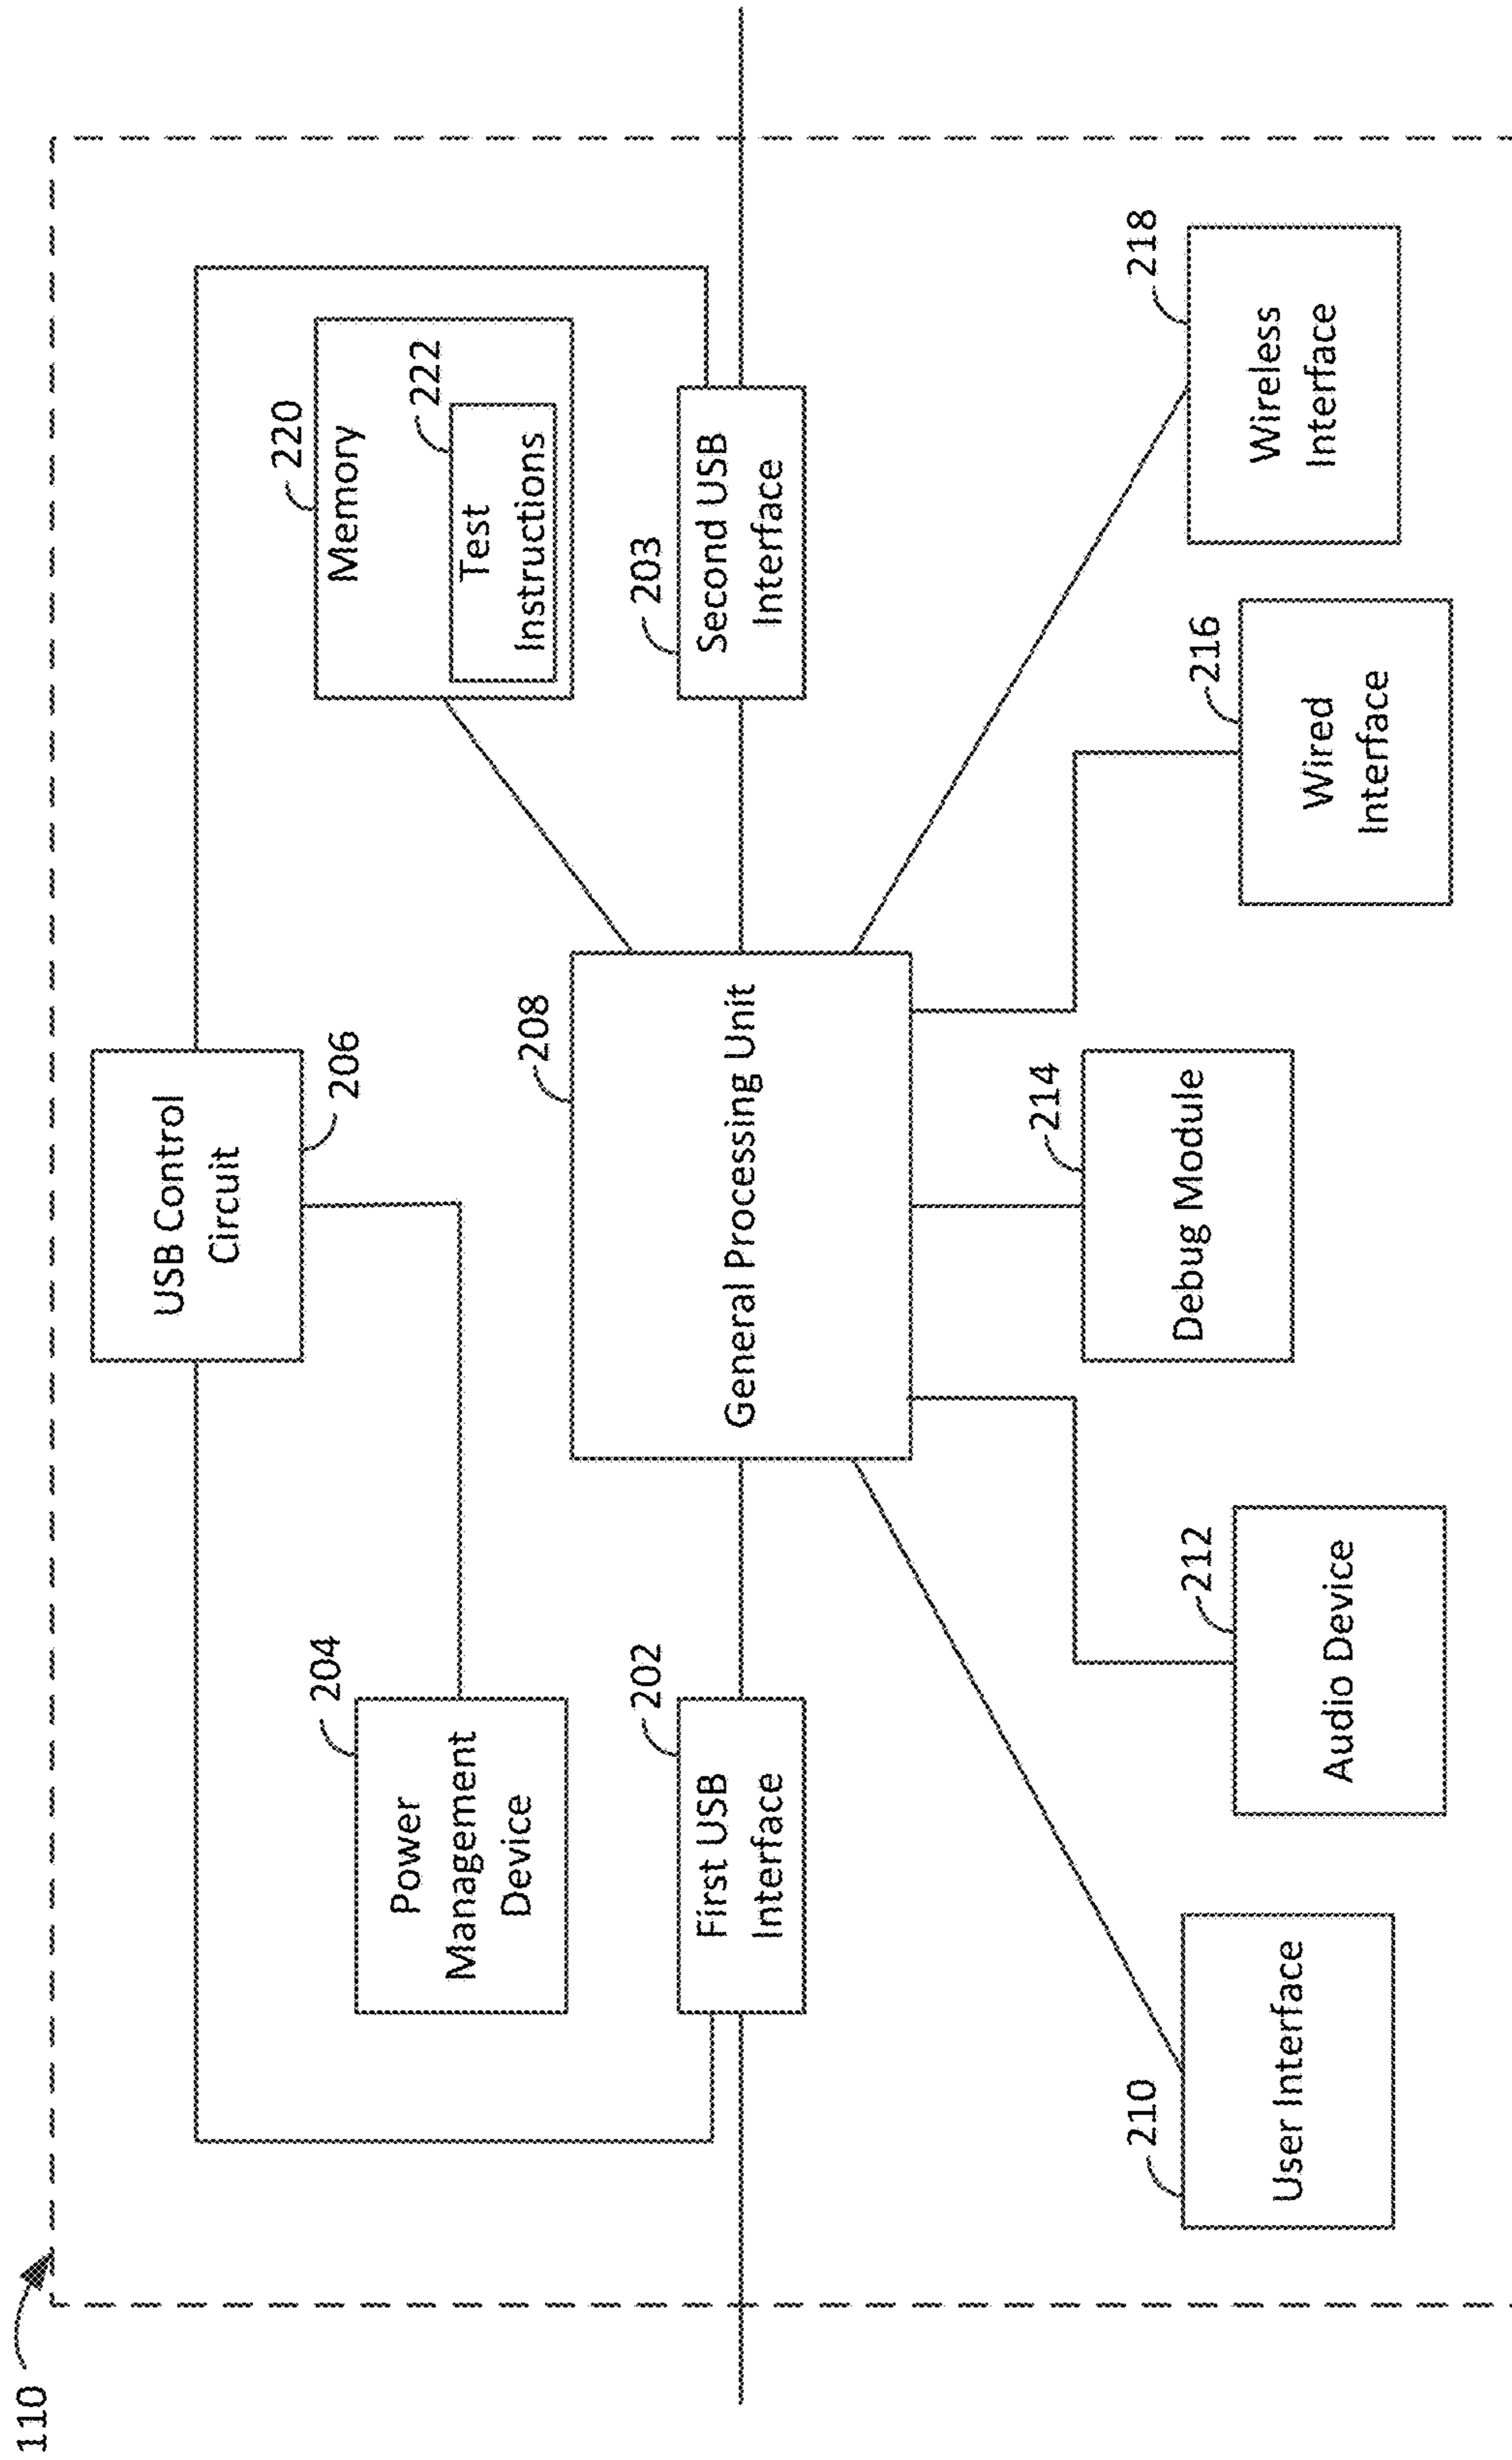 110
USB Control
Circuit
206
220
Memory
222
Test
Instructions
204
Power
Management
Device
208
General Processing Unit
202
First USB
Interface
203
Second USB
Interface
210
User Interface
212
Audio Device
214
Debug Module
216
Wired
Interface
218
Wireless
Interface